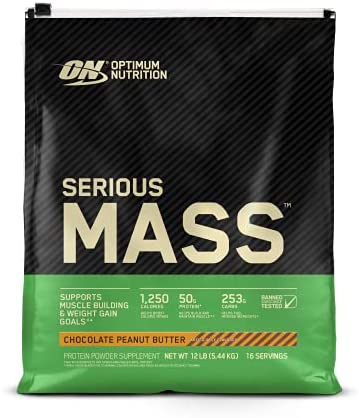 ON OPTIMUM
NUTRITION
SERIOUS
MASS™
SUPPORTS
MUSCLE BUILDING
& WEIGHT GAIN
GOALS**
1,250
CALORIES
50g
PROTEIN*
253g
CARBS
BANNED
SUBSTANCE
TESTED
CHOCOLATE PEANUT BUTTER
PROTEIN POWDER SUPPLEMENT NET WT 12 LB (5.44 KG) 16 SERVINGS